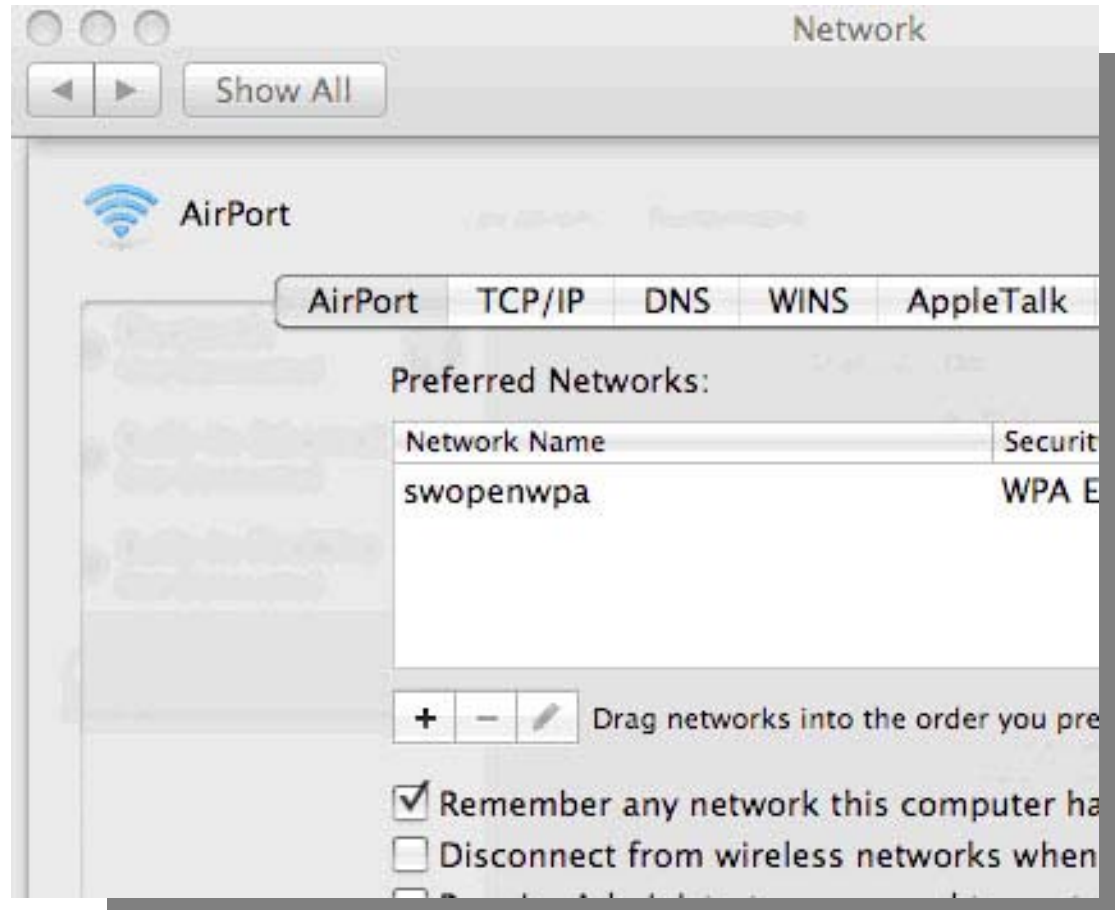 Network
Show All
AirPort
AirPort TCP/IP DNS WINS AppleTalk
Preferred Networks:
Network Name Securit
swopenwpa WPA E
+ − Drag networks into the order you pre
Remember any network this computer ha
Disconnect from wireless networks when